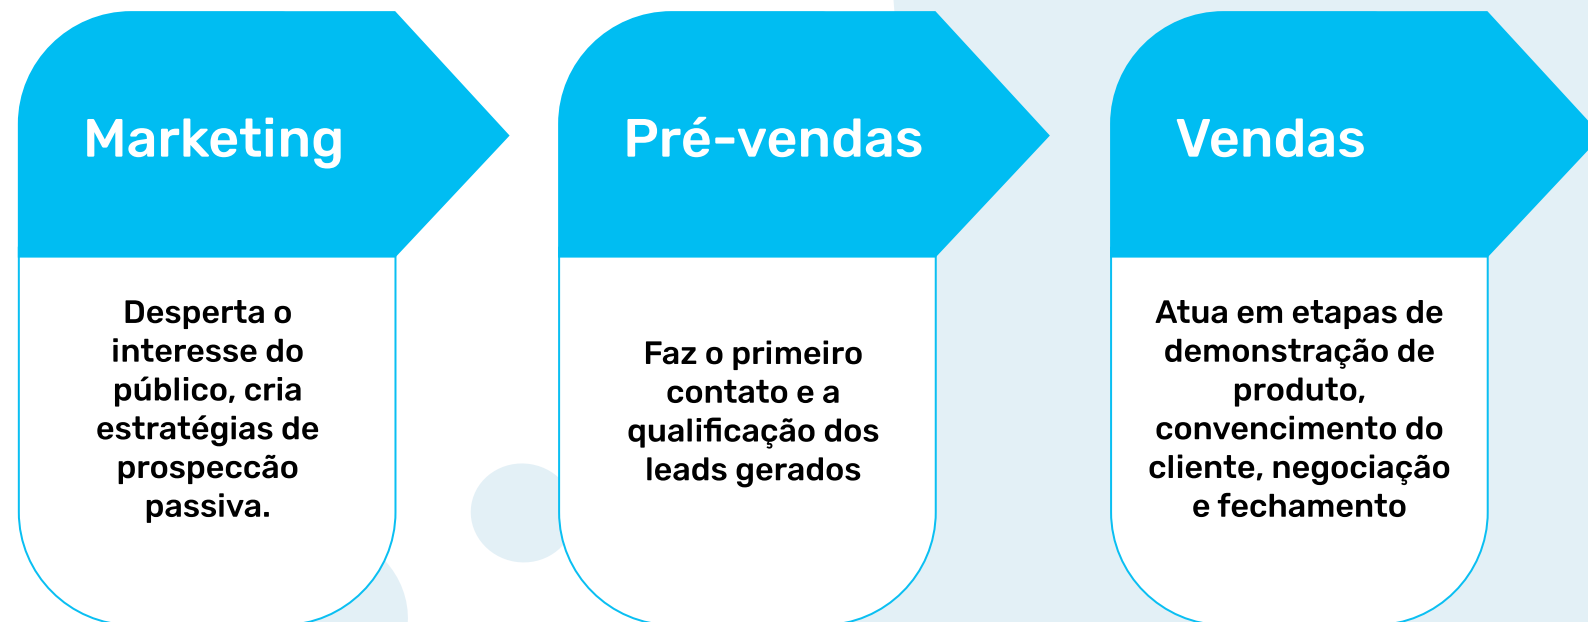 Marketing
Desperta o
interesse do
público, cria
estratégias de
prospeccão
passiva.
Pré-vendas
Faz o primeiro
contato e a
qualificação dos
leads gerados
Vendas
Atua em etapas de
demonstração de
produto,
convencimento do
cliente, negociação
e fechamento